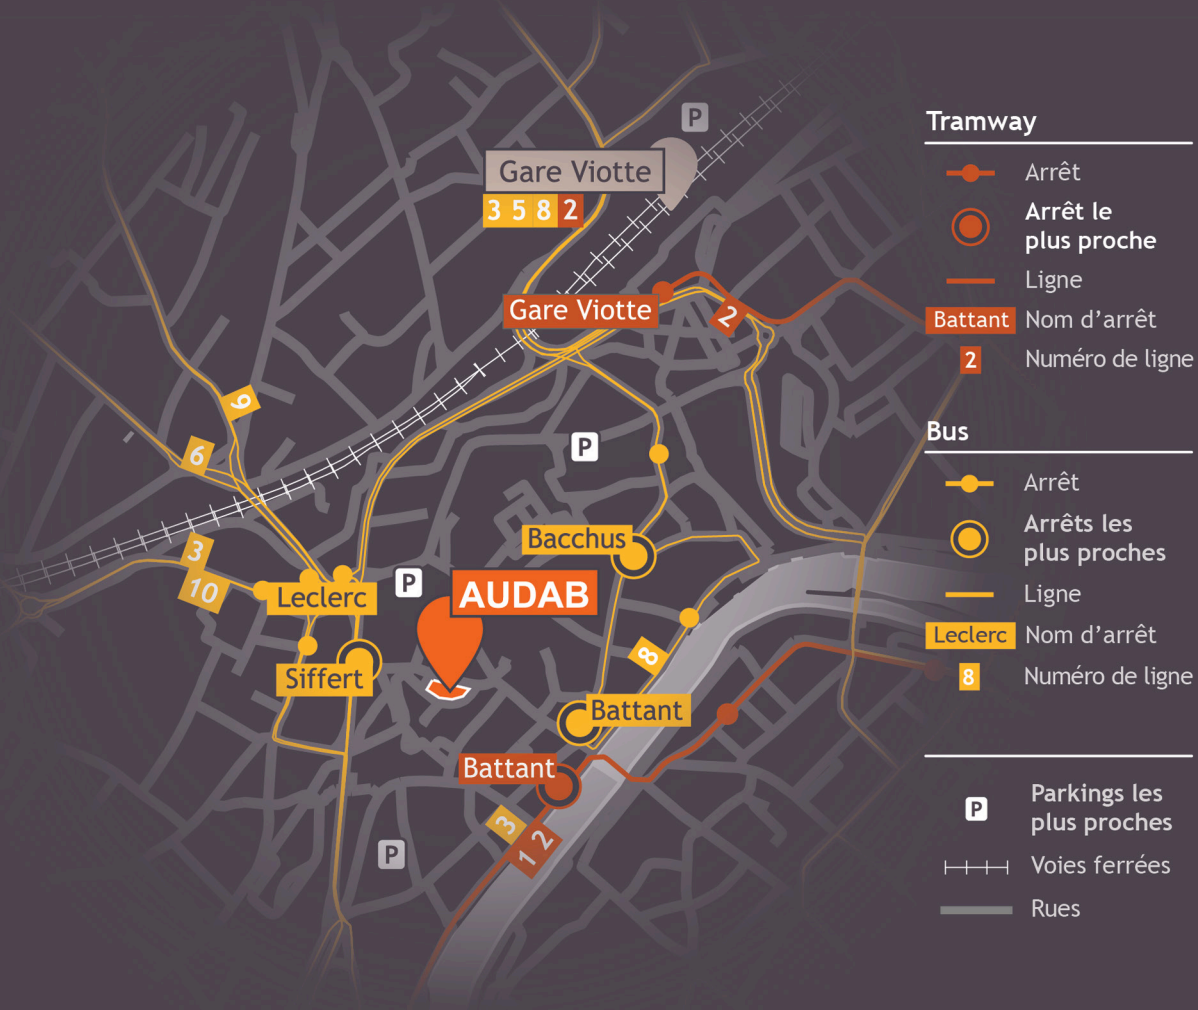 P
Gare Viotte
3 5 8 2
Gare Viotte
2
9
6
P
3
10
Bacchus
Leclerc
P
AUDAB
Siffert
8
Battant
Battant
3
1 2
P
Tramway
Arrêt
Arrêt le
plus proche
Ligne
Battant Nom d’arrêt
2 Numéro de ligne
Bus
Arrêt
Arrêts les
plus proches
Ligne
Leclerc Nom d’arrêt
8 Numéro de ligne
P Parkings les
plus proches
Voies ferrées
Rues